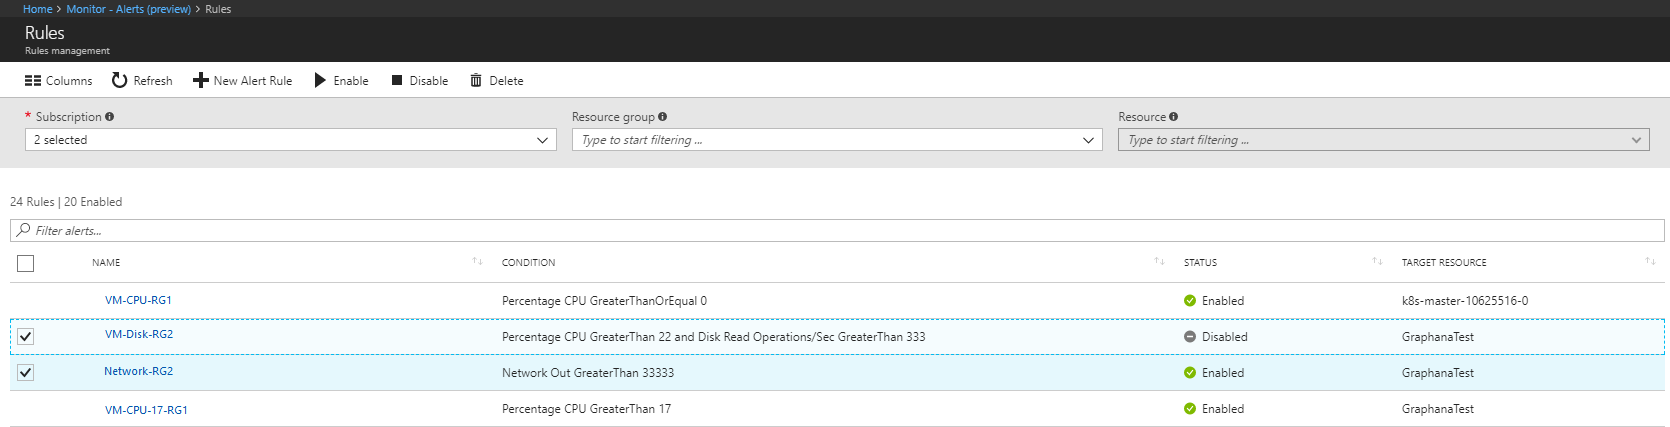 Home > Monitor - Alerts (preview) > Rules
Rules
Rules management
Columns Refresh New Alert Rule Enable Disable Delete
* Subscription Resource group Resource
2 selected Type to start filtering ... Type to start filtering ...
24 Rules | 20 Enabled
Filter alerts...
NAME CONDITION STATUS TARGET RESOURCE
VM-CPU-RG1 Percentage CPU GreaterThanOrEqual 0 Enabled k8s-master-10625516-0
VM-Disk-RG2 Percentage CPU GreaterThan 22 and Disk Read Operations/Sec GreaterThan 333 Disabled GraphanaTest
Network-RG2 Network Out GreaterThan 33333 Enabled GraphanaTest
VM-CPU-17-RG1 Percentage CPU GreaterThan 17 Enabled GraphanaTest